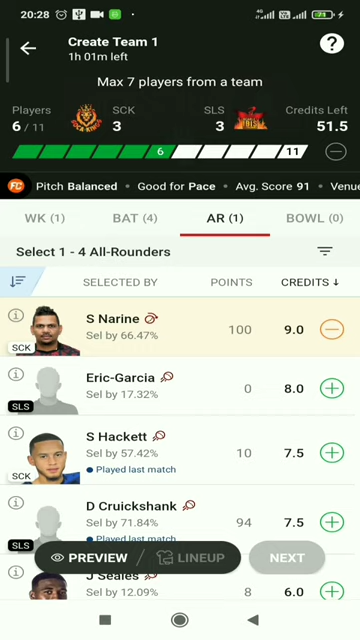 20:28
4G
71
Create Team 1
1h 01m left
?
Max 7 players from a team
Players SCK SLS Credits Left
6 / 11 3 3 51.5
6 11
FC Pitch Balanced • Good for Pace • Avg. Score 91 • Venue
WK (1) BAT (4) AR (1) BOWL (0)
Select 1 - 4 All-Rounders
SELECTED BY POINTS CREDITS ↓
S Narine
Sel by 66.47% 100 9.0
SCK
Eric-Garcia
Sel by 17.32% 0 8.0
SLS
S Hackett
Sel by 57.42% 10 7.5
Played last match
SCK
D Cruickshank
Sel by 71.84% 94 7.5
Played last match
SLS
PREVIEW / LINEUP NEXT
J Seales
Sel by 12.09% 8 6.0